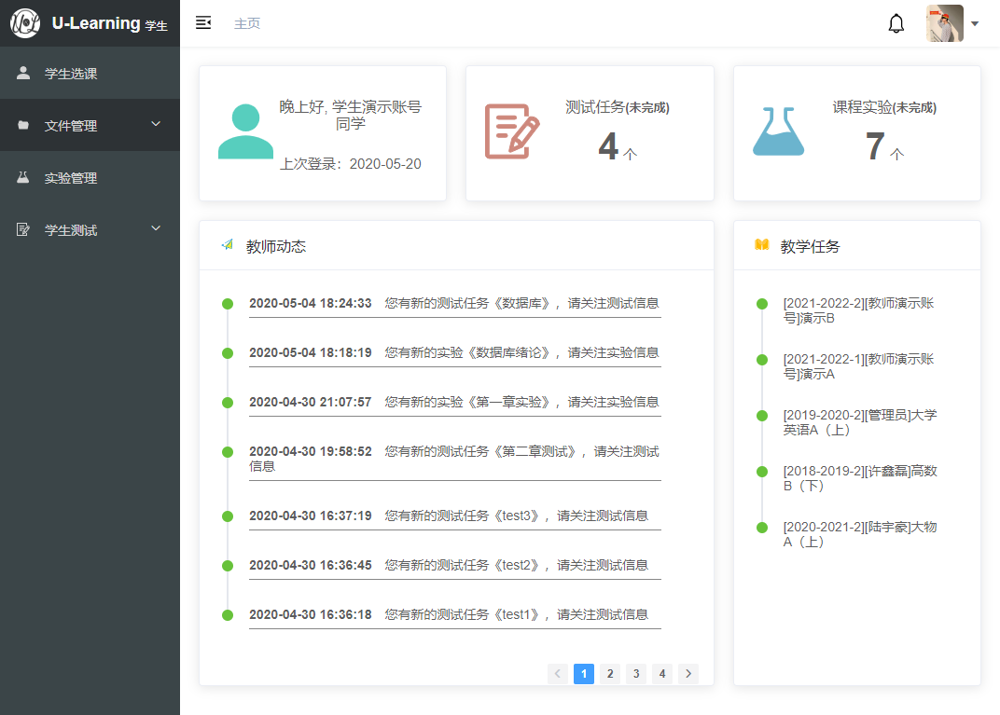 U-Learning 学生
主页
学生选课
文件管理
实验管理
学生测试
晚上好, 学生演示账号
同学
上次登录：2020-05-20
测试任务(未完成)
4 个
课程实验(未完成)
7 个
教师动态
2020-05-04 18:24:33 您有新的测试任务《数据库》，请关注测试信息
2020-05-04 18:18:19 您有新的实验《数据库绪论》，请关注实验信息
2020-04-30 21:07:57 您有新的实验《第一章实验》，请关注实验信息
2020-04-30 19:58:52 您有新的测试任务《第二章测试》，请关注测试
信息
2020-04-30 16:37:19 您有新的测试任务《test3》，请关注测试信息
2020-04-30 16:36:45 您有新的测试任务《test2》，请关注测试信息
2020-04-30 16:36:18 您有新的测试任务《test1》，请关注测试信息
1 2 3 4
教学任务
[2021-2022-2][教师演示账
号]演示B
[2021-2022-1][教师演示账
号]演示A
[2019-2020-2][管理员]大学
英语A（上）
[2018-2019-2][许鑫磊]高数
B（下）
[2020-2021-2][陆宇豪]大物
A（上）